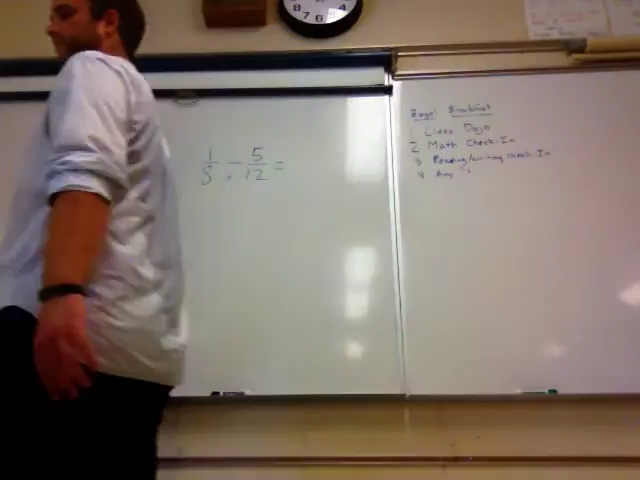 1/8 - 5/12 =
Bagel Breakfast
1 Class Dojo
2 Math Check-In
3 Reading/writing Check In
4 Any